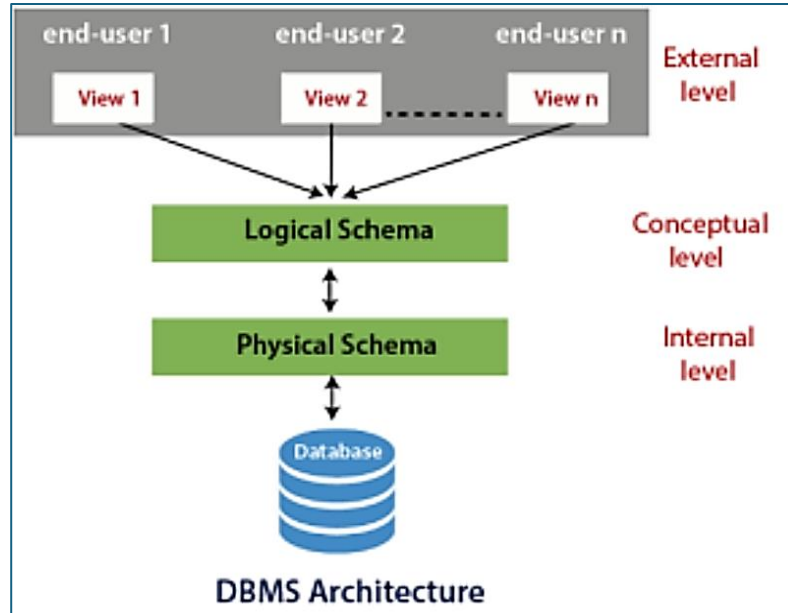 end-user 1 end-user 2 end-user n
View 1 View 2 View n
External
level
Logical Schema
Conceptual
level
Physical Schema
Internal
level
Database
DBMS Architecture